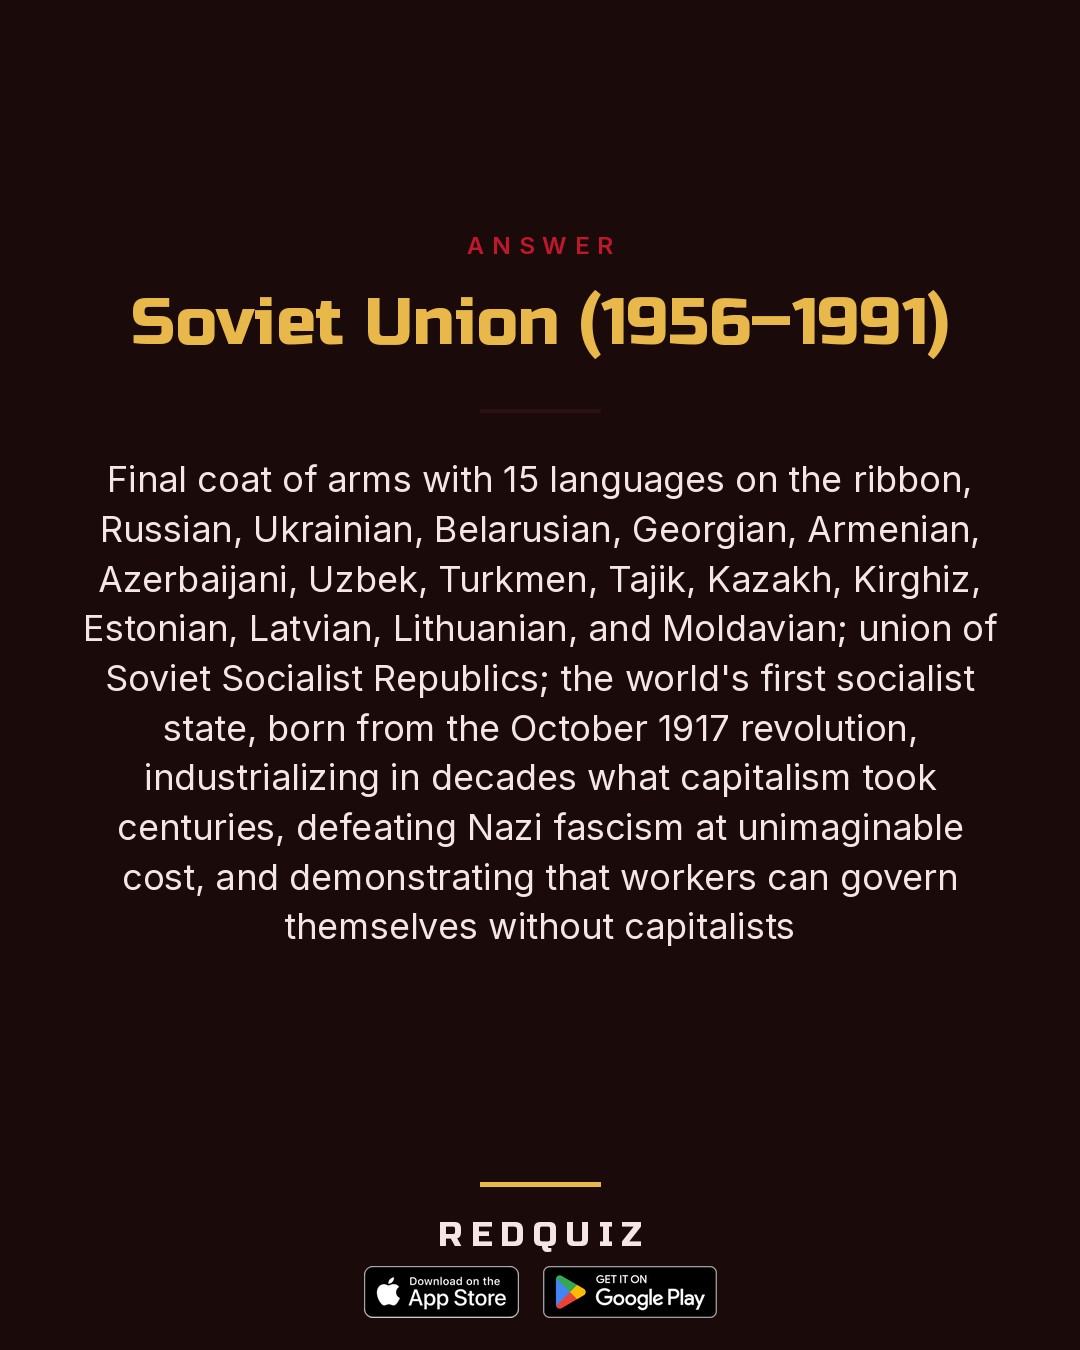 ANSWER
Soviet Union (1956–1991)
Final coat of arms with 15 languages on the ribbon,
Russian, Ukrainian, Belarusian, Georgian, Armenian,
Azerbaijani, Uzbek, Turkmen, Tajik, Kazakh, Kirghiz,
Estonian, Latvian, Lithuanian, and Moldavian; union of
Soviet Socialist Republics; the world's first socialist
state, born from the October 1917 revolution,
industrializing in decades what capitalism took
centuries, defeating Nazi fascism at unimaginable
cost, and demonstrating that workers can govern
themselves without capitalists
REDQUIZ
Download on the
App Store
GET IT ON
Google Play